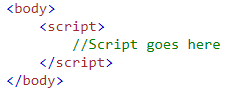 <body>
<script>
//Script goes here
</script>
</body>